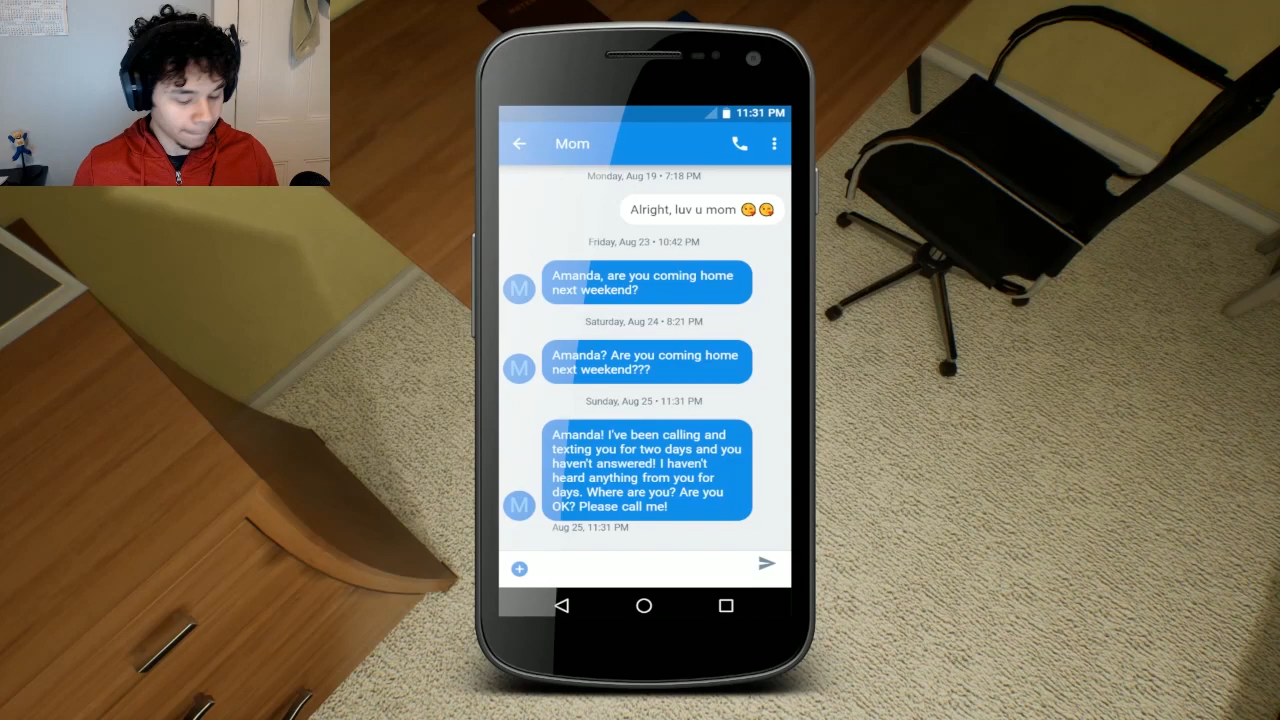 11:31 PM
Mom
Monday, Aug 19 • 7:18 PM
Alright, luv u mom 😋😋
Friday, Aug 23 • 10:42 PM
M
Amanda, are you coming home
next weekend?
Saturday, Aug 24 • 8:21 PM
M
Amanda? Are you coming home
next weekend???
Sunday, Aug 25 • 11:31 PM
M
Amanda! I've been calling and
texting you for two days and you
haven't answered! I haven't
heard anything from you for
days. Where are you? Are you
OK? Please call me!
Aug 25, 11:31 PM